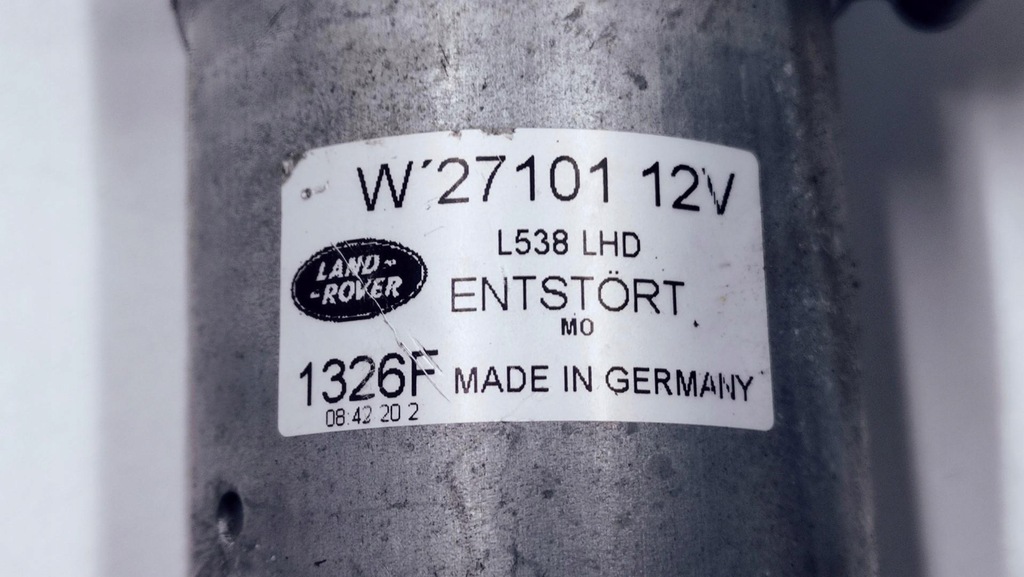 W'27101 12V
L538 LHD
LAND-
-ROVER
ENTSTÖRT
MO
1326F MADE IN GERMANY
08:42 20 2